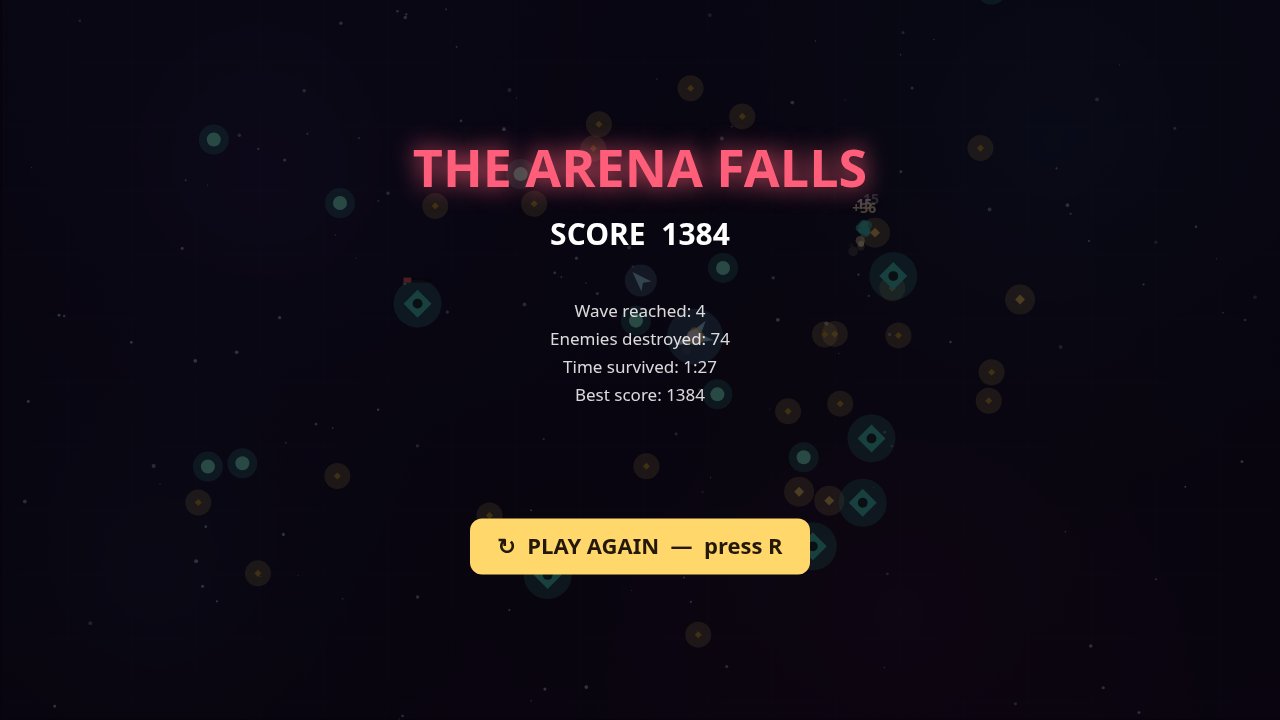 THE ARENA FALLS
SCORE 1384
Wave reached: 4
Enemies destroyed: 74
Time survived: 1:27
Best score: 1384
↻ PLAY AGAIN — press R